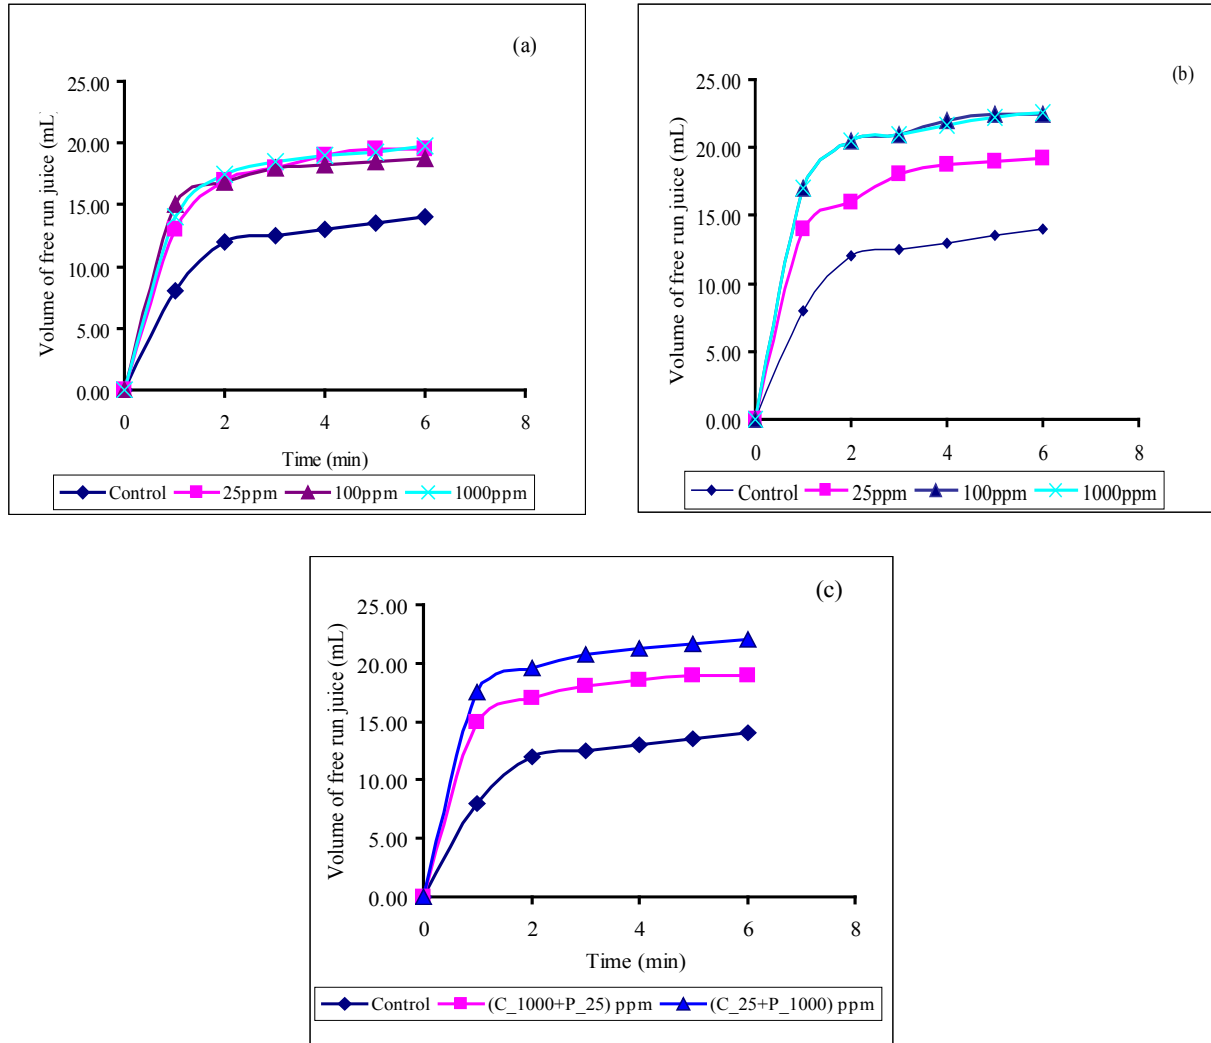 (a)
Volume of free run juice (mL)
25.00
20.00
15.00
10.00
5.00
0.00
0 2 4 6 8
Time (min)
Control 25ppm 100ppm 1000ppm
(b)
Volume of free run juice (mL)
25.00
20.00
15.00
10.00
5.00
0.00
0 2 4 6 8
Control 25ppm 100ppm 1000ppm
(c)
Volume of free run juice (mL)
25.00
20.00
15.00
10.00
5.00
0.00
0 2 4 6 8
Time (min)
Control (C_1000+P_25) ppm (C_25+P_1000) ppm